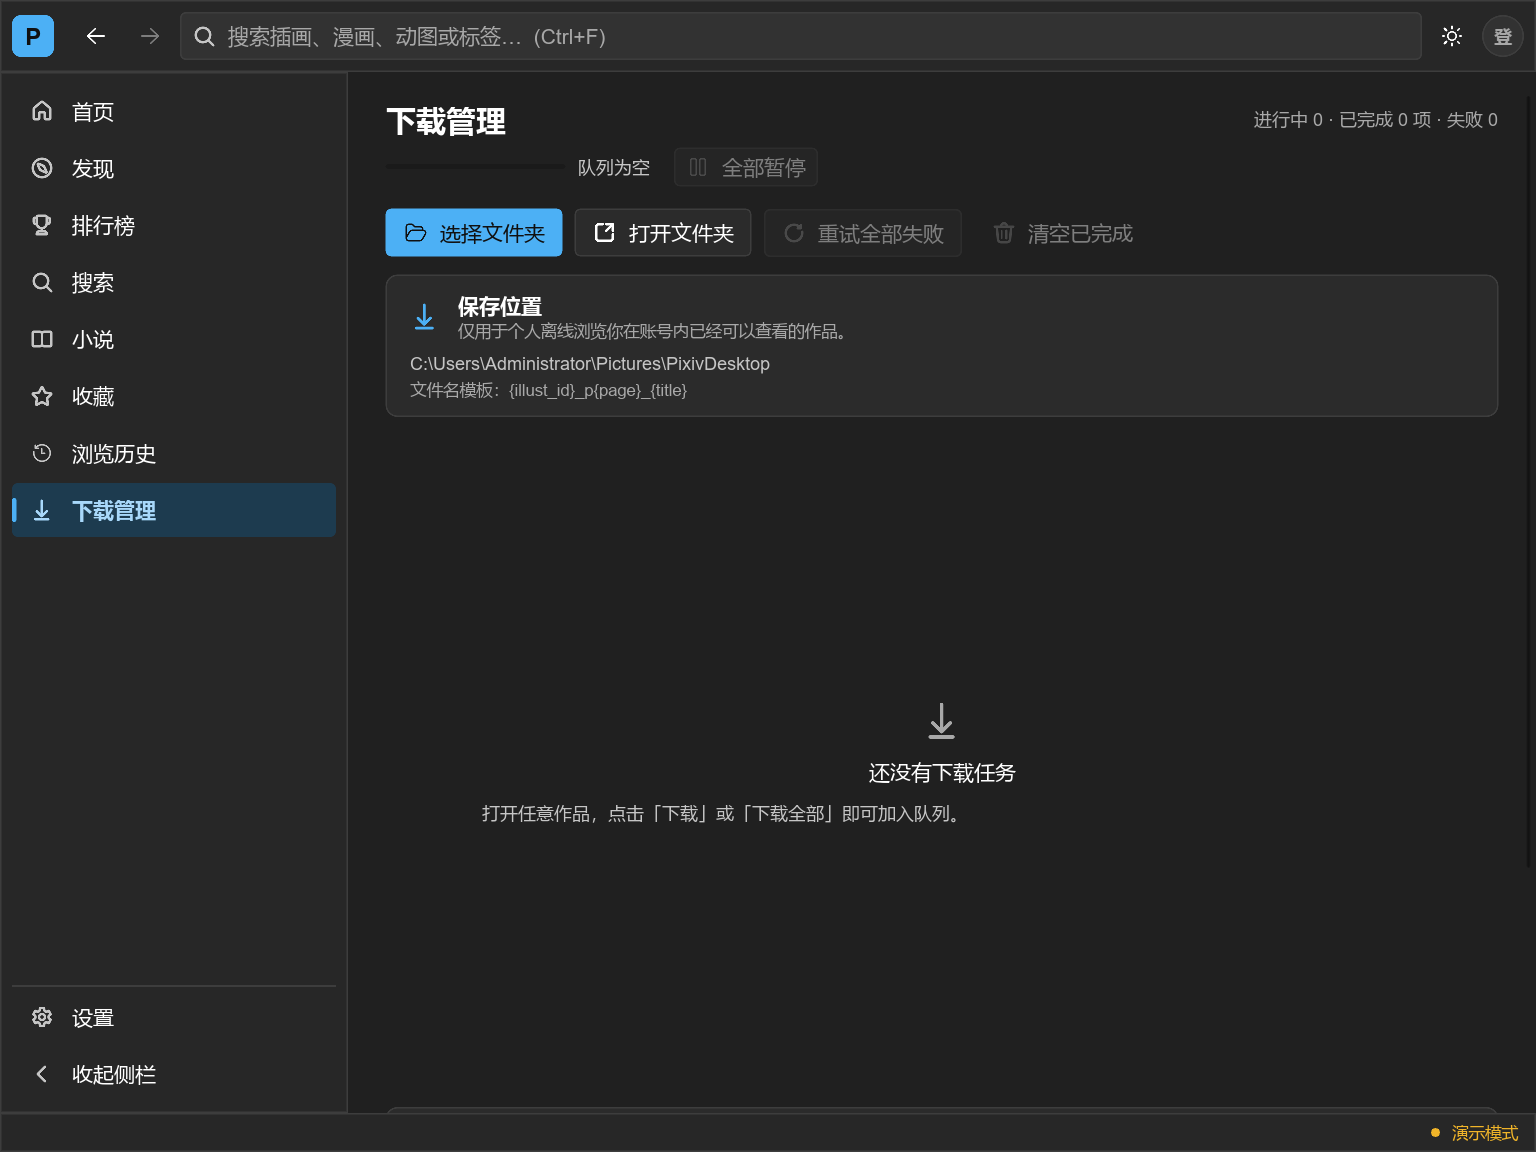 P
搜索插画、漫画、动图或标签… (Ctrl+F)
登
首页
发现
排行榜
搜索
小说
收藏
浏览历史
下载管理
设置
收起侧栏
下载管理
进行中 0 · 已完成 0 项 · 失败 0
队列为空
全部暂停
选择文件夹
打开文件夹
重试全部失败
清空已完成
保存位置
仅用于个人离线浏览你在账号内已经可以查看的作品。
C:\Users\Administrator\Pictures\PixivDesktop
文件名模板：{illust_id}_p{page}_{title}
还没有下载任务
打开任意作品，点击「下载」或「下载全部」即可加入队列。
演示模式